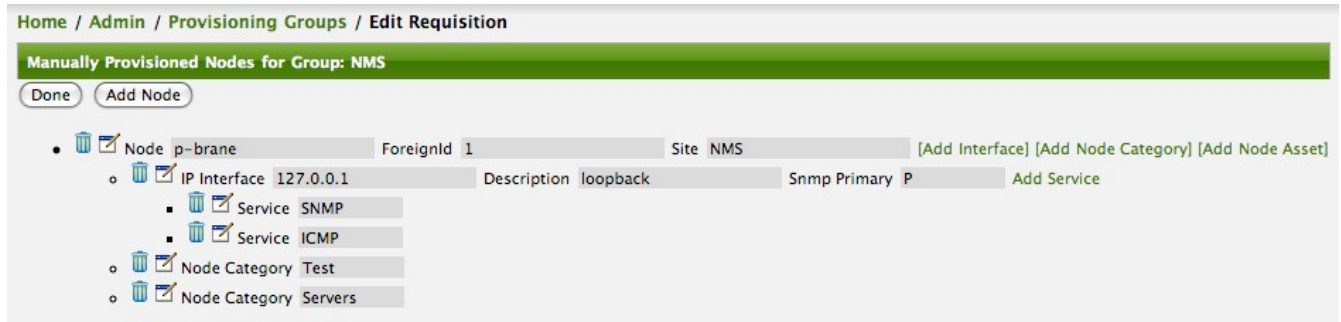 Home / Admin / Provisioning Groups / Edit Requisition
Manually Provisioned Nodes for Group: NMS
Done Add Node
Node p-brane ForeignId 1 Site NMS [Add Interface] [Add Node Category] [Add Node Asset]
IP Interface 127.0.0.1 Description loopback Snmp Primary P Add Service
Service SNMP
Service ICMP
Node Category Test
Node Category Servers